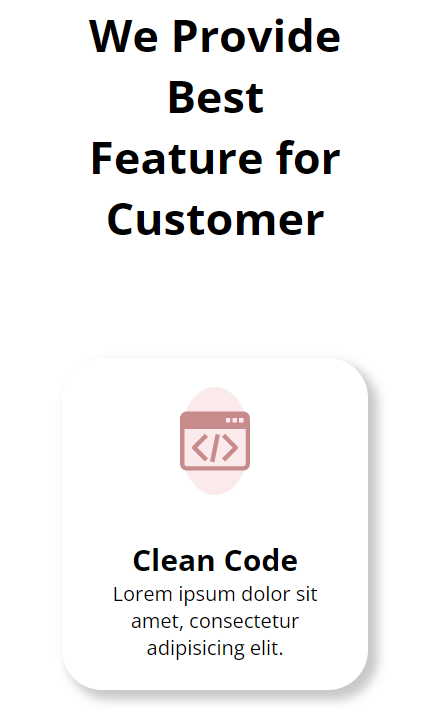 We Provide
Best
Feature for
Customer
</>
Clean Code
Lorem ipsum dolor sit
amet, consectetur
adipisicing elit.